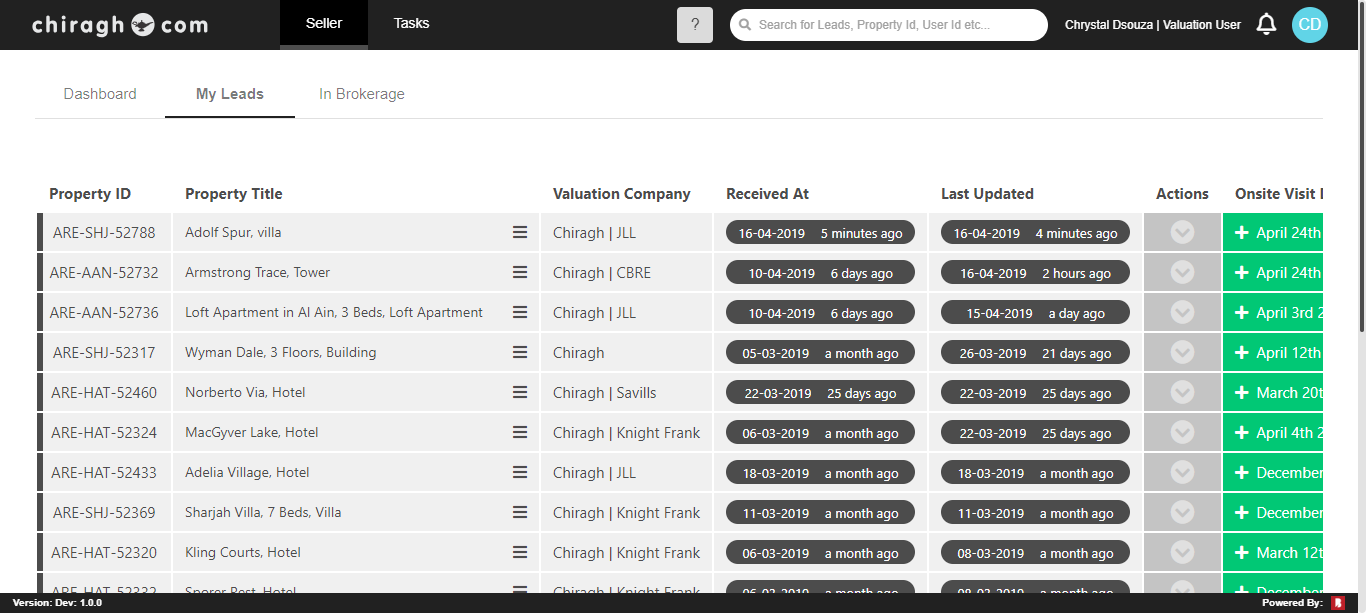 chiragh com Seller Tasks ? Search for Leads, Property Id, User Id etc... Chrystal Dsouza | Valuation User CD
Dashboard My Leads In Brokerage
Property ID Property Title Valuation Company Received At Last Updated Actions Onsite Visit
ARE-SHJ-52788 Adolf Spur, villa Chiragh | JLL 16-04-2019 5 minutes ago 16-04-2019 4 minutes ago + April 24th
ARE-AAN-52732 Armstrong Trace, Tower Chiragh | CBRE 10-04-2019 6 days ago 16-04-2019 2 hours ago + April 24th
ARE-AAN-52736 Loft Apartment in Al Ain, 3 Beds, Loft Apartment Chiragh | JLL 10-04-2019 6 days ago 15-04-2019 a day ago + April 3rd 2
ARE-SHJ-52317 Wyman Dale, 3 Floors, Building Chiragh 05-03-2019 a month ago 26-03-2019 21 days ago + April 12th
ARE-HAT-52460 Norberto Via, Hotel Chiragh | Savills 22-03-2019 25 days ago 22-03-2019 25 days ago + March 20t
ARE-HAT-52324 MacGyver Lake, Hotel Chiragh | Knight Frank 06-03-2019 a month ago 22-03-2019 25 days ago + April 4th 2
ARE-HAT-52433 Adelia Village, Hotel Chiragh | JLL 18-03-2019 a month ago 18-03-2019 a month ago + December
ARE-SHJ-52369 Sharjah Villa, 7 Beds, Villa Chiragh | Knight Frank 11-03-2019 a month ago 11-03-2019 a month ago + December
ARE-HAT-52320 Kling Courts, Hotel Chiragh | Knight Frank 06-03-2019 a month ago 08-03-2019 a month ago + March 12t
ARE-HAT-52332 Sporer Rest, Hotel Chiragh | Knight Frank 06-03-2019 a month ago 08-03-2019 a month ago + December
Version: Dev: 1.0.0 Powered By: